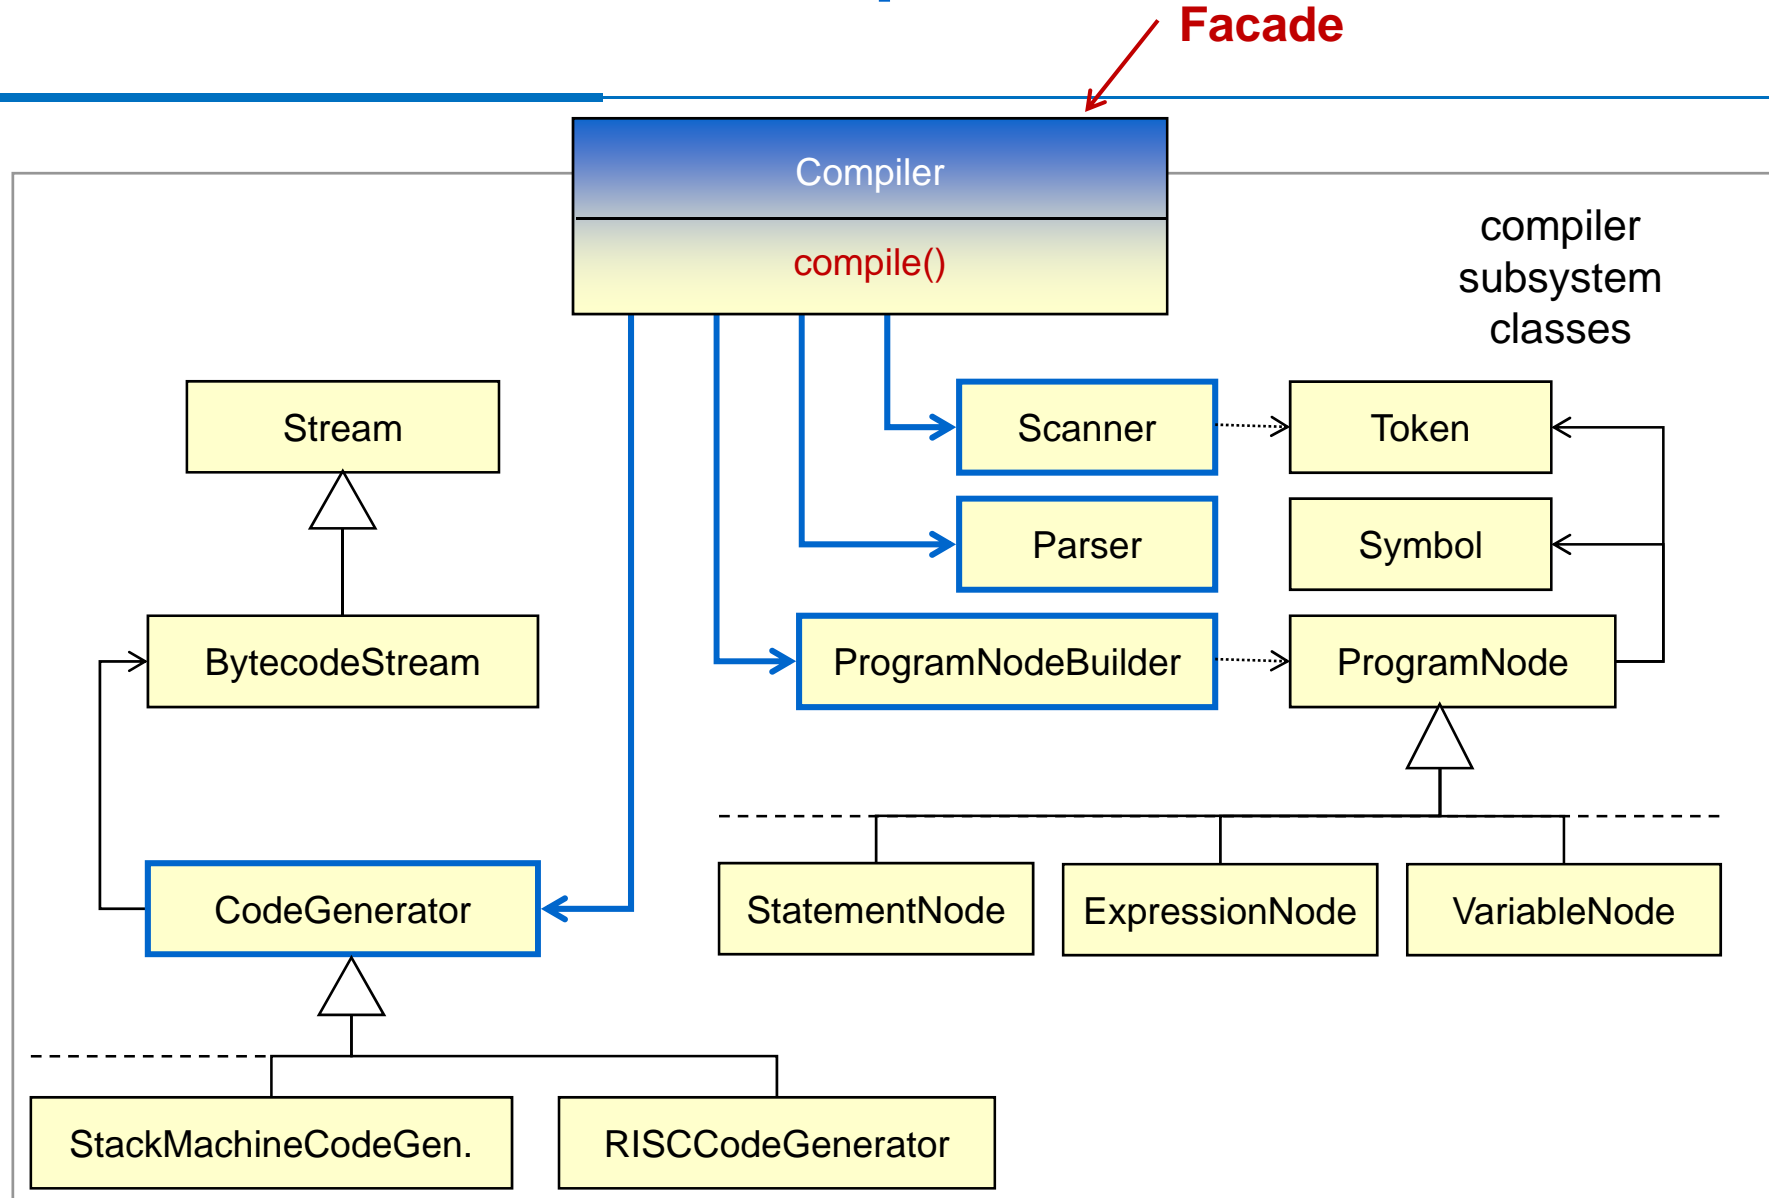 Facade
Compiler
compile()
compiler
subsystem
classes
Stream
Scanner
Token
Parser
Symbol
BytecodeStream
ProgramNodeBuilder
ProgramNode
CodeGenerator
StatementNode
ExpressionNode
VariableNode
StackMachineCodeGen.
RISCCodeGenerator